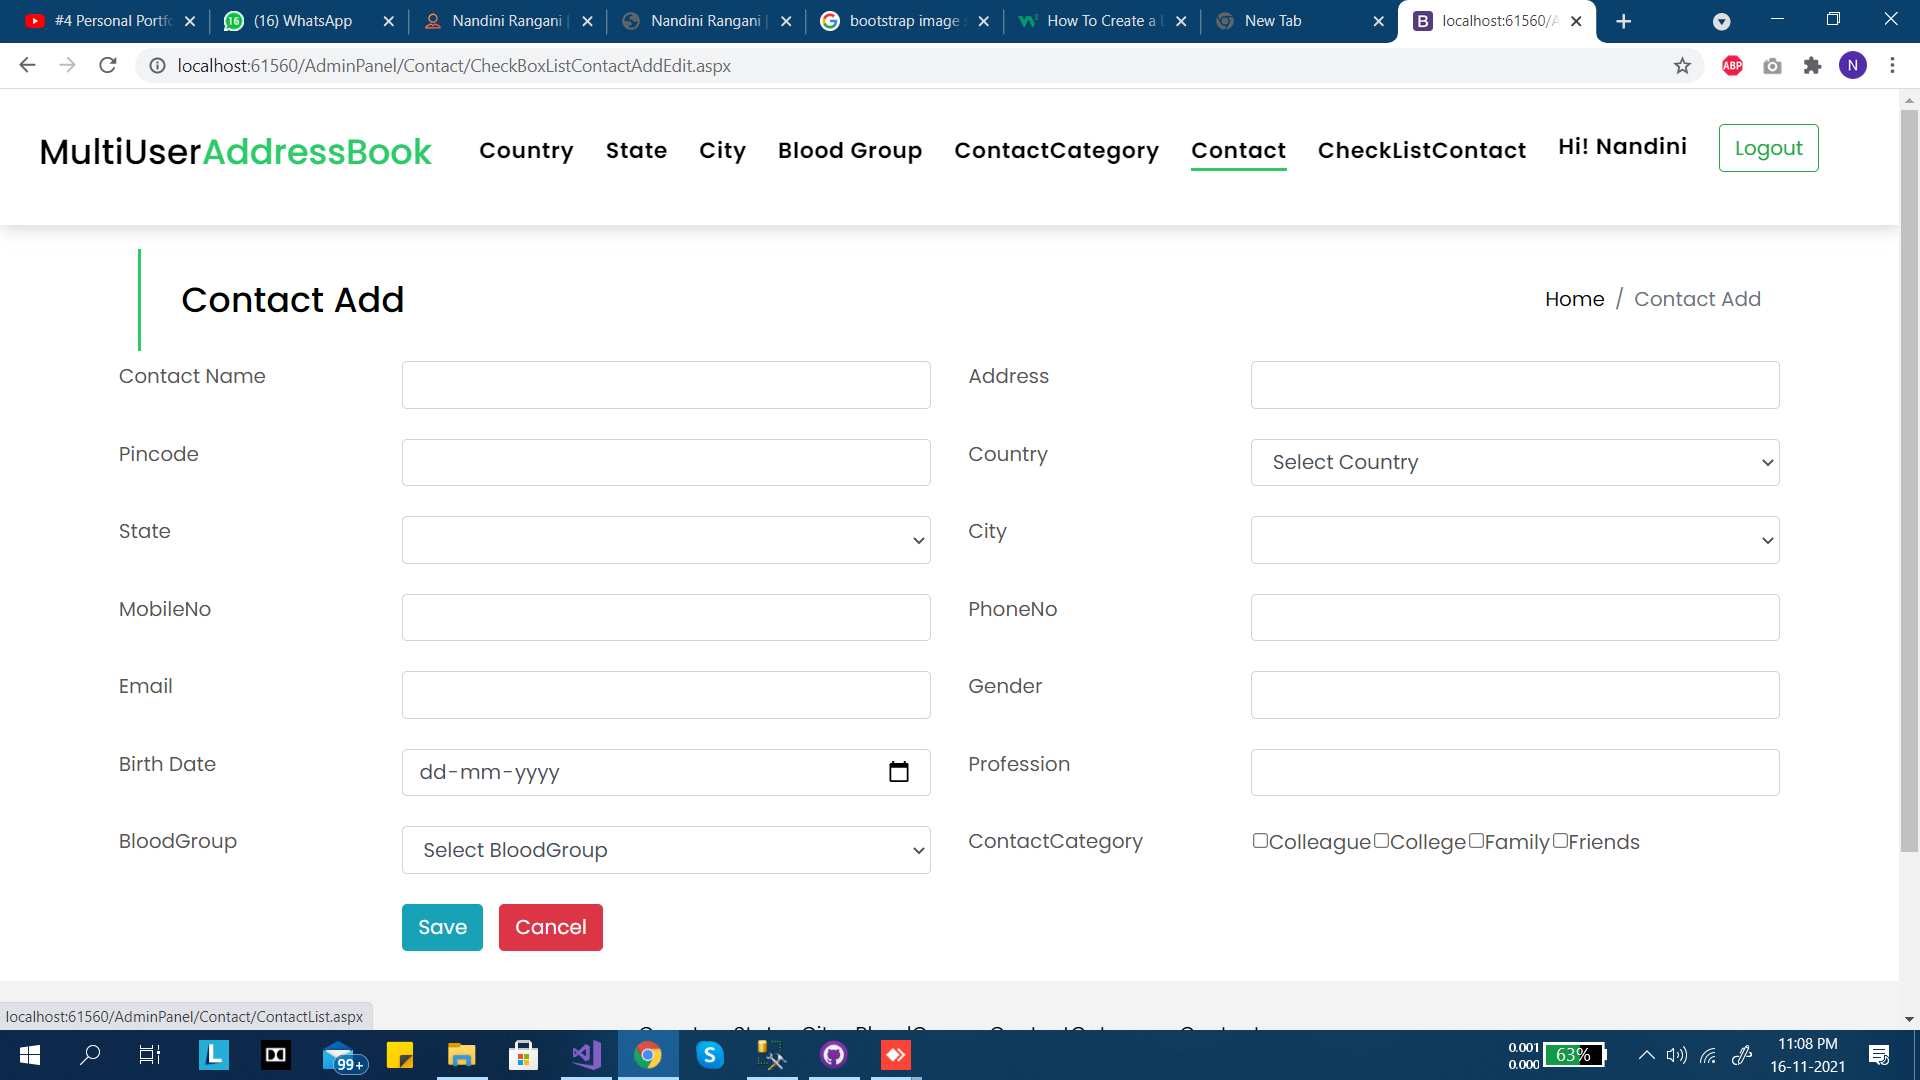 #4 Personal Portfo
(16) WhatsApp
Nandini Rangani |
Nandini Rangani |
bootstrap image s
How To Create a L
New Tab
localhost:61560/A
localhost:61560/AdminPanel/Contact/CheckBoxListContactAddEdit.aspx
ABP
N
MultiUserAddressBook
Country
State
City
Blood Group
ContactCategory
Contact
CheckListContact
Hi! Nandini
Logout
Contact Add
Home / Contact Add
Contact Name
Address
Pincode
Country
Select Country
State
City
MobileNo
PhoneNo
Email
Gender
Birth Date
dd-mm-yyyy
Profession
BloodGroup
Select BloodGroup
ContactCategory
Colleague College Family Friends
Save
Cancel
localhost:61560/AdminPanel/Contact/ContactList.aspx
99+
0.001
0.000
63%
11:08 PM
16-11-2021